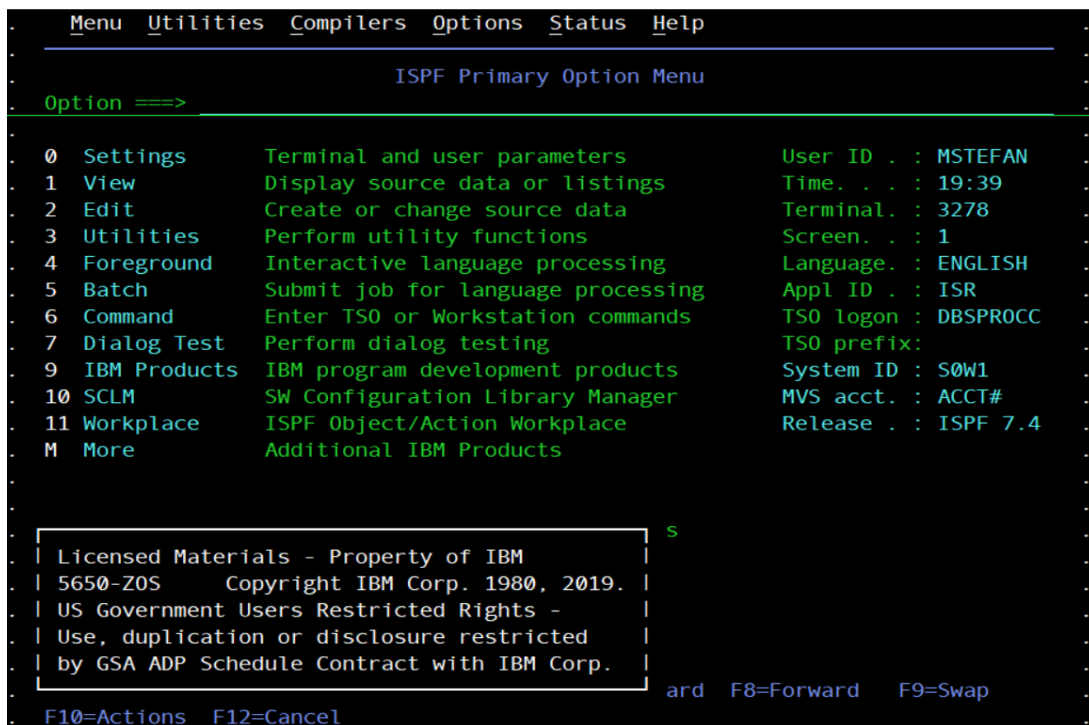 Menu Utilities Compilers Options Status Help
ISPF Primary Option Menu
Option ===>
0 Settings Terminal and user parameters User ID . : MSTEFAN
1 View Display source data or listings Time. . . : 19:39
2 Edit Create or change source data Terminal. : 3278
3 Utilities Perform utility functions Screen. . : 1
4 Foreground Interactive language processing Language. : ENGLISH
5 Batch Submit job for language processing Appl ID . : ISR
6 Command Enter TSO or Workstation commands TSO logon : DBSPROCC
7 Dialog Test Perform dialog testing TSO prefix:
9 IBM Products IBM program development products System ID : S0W1
10 SCLM SW Configuration Library Manager MVS acct. : ACCT#
11 Workplace ISPF Object/Action Workplace Release . : ISPF 7.4
M More Additional IBM Products
s
Licensed Materials - Property of IBM
5650-ZOS Copyright IBM Corp. 1980, 2019.
US Government Users Restricted Rights -
Use, duplication or disclosure restricted
by GSA ADP Schedule Contract with IBM Corp.
ard F8=Forward F9=Swap
F10=Actions F12=Cancel